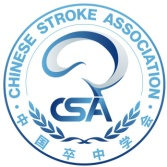 CHINESE STROKE ASSOCIATION
CSA
中国卒中学会